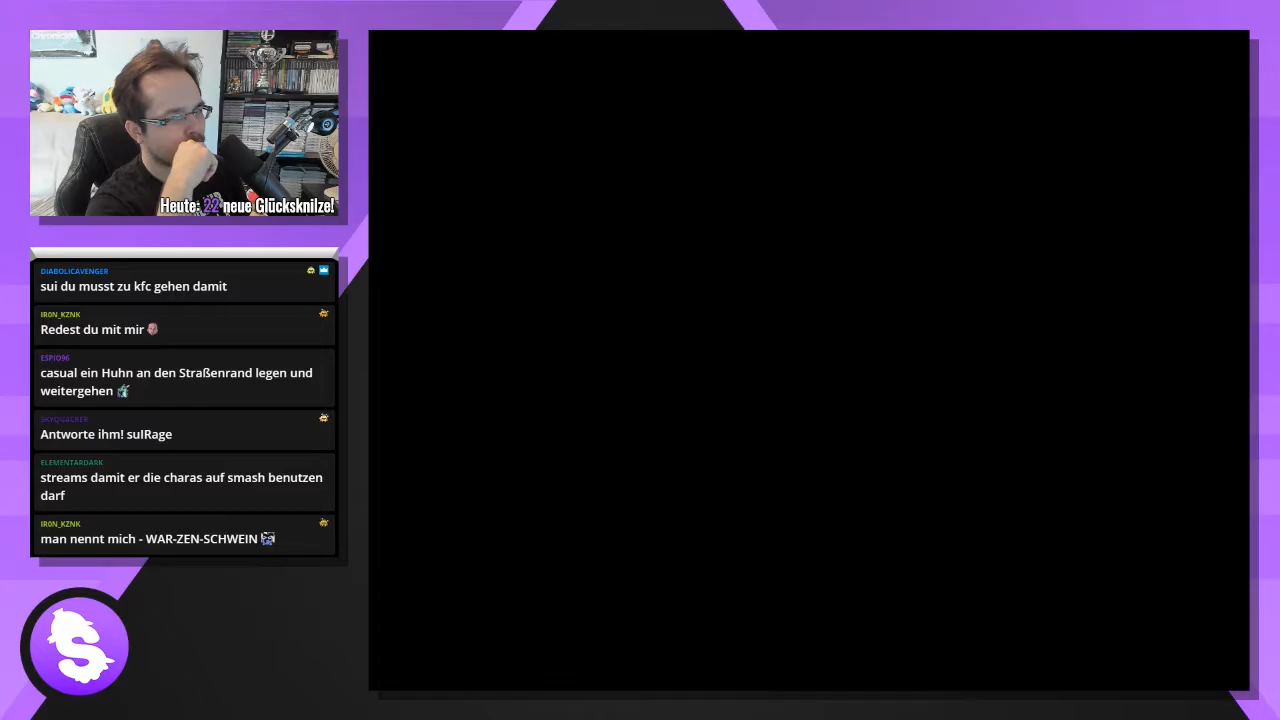 Heute: 22 neue Glücksknilze!
DIABOLICAVENGER
sui du musst zu kfc gehen damit
IR0N_KZNK
Redest du mit mir
ESPIO96
casual ein Huhn an den Straßenrand legen und
weitergehen
Antworte ihm! suIRage
ELEMENTARDARK
streams damit er die charas auf smash benutzen
darf
IR0N_KZNK
man nennt mich - WAR-ZEN-SCHWEIN
S